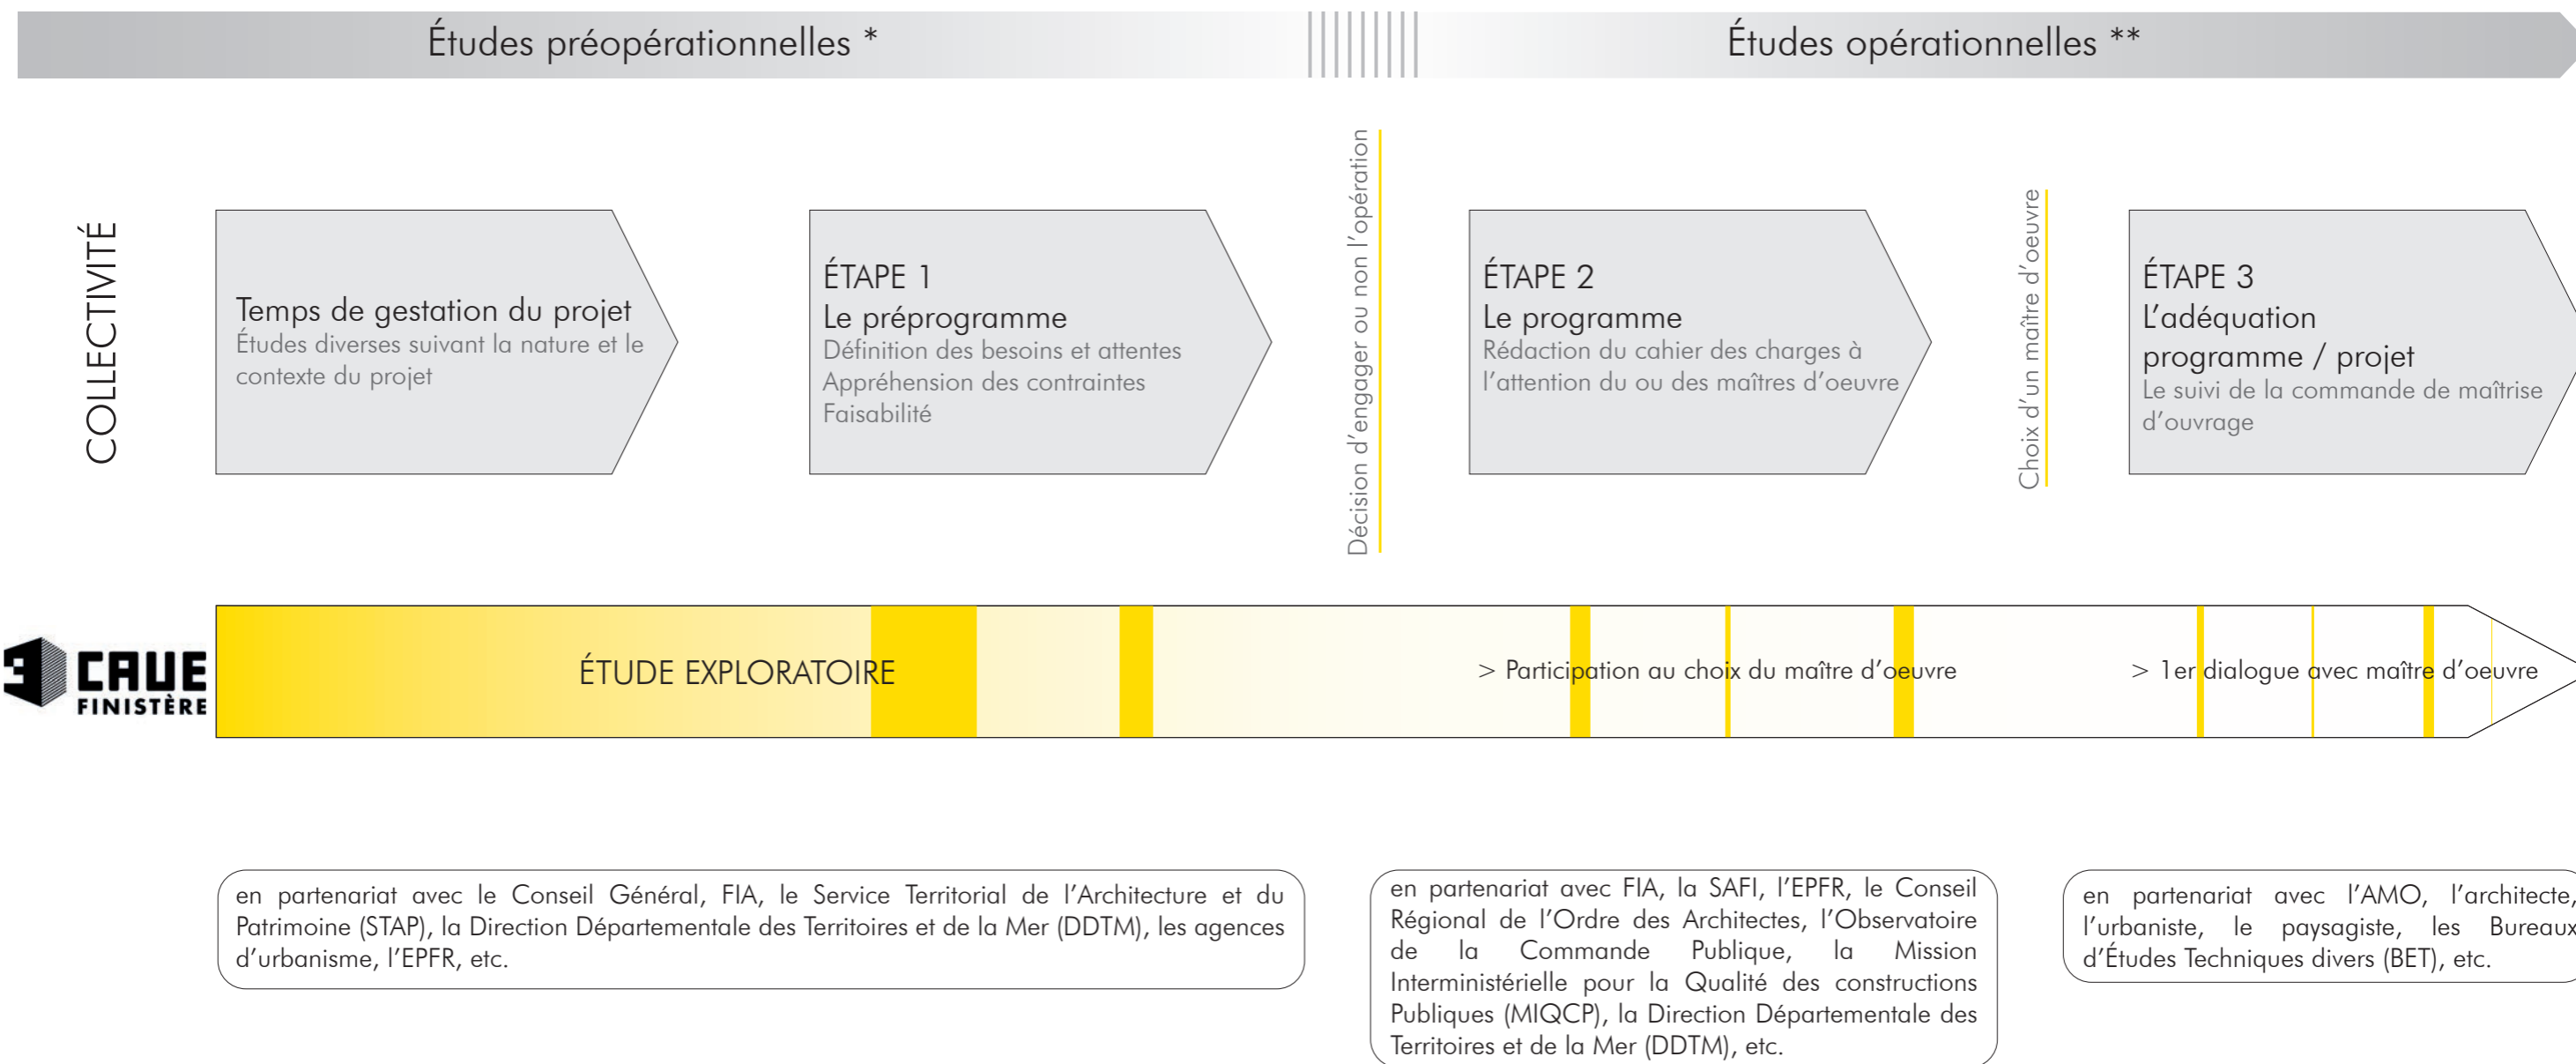 Études préopérationnelles *
Études opérationnelles **
COLLECTIVITÉ
Temps de gestation du projet
Études diverses suivant la nature et le
contexte du projet
ÉTAPE 1
Le préprogramme
Définition des besoins et attentes
Appréhension des contraintes
Faisabilité
Décision d'engager ou non l'opération
ÉTAPE 2
Le programme
Rédaction du cahier des charges à
l'attention du ou des maîtres d'oeuvre
Choix d'un maître d'oeuvre
ÉTAPE 3
L'adéquation
programme / projet
Le suivi de la commande de maîtrise
d'ouvrage
CAUE
FINISTÈRE
ÉTUDE EXPLORATOIRE
> Participation au choix du maître d'oeuvre
> 1er dialogue avec maître d'oeuvre
en partenariat avec le Conseil Général, FIA, le Service Territorial de l'Architecture et du
Patrimoine (STAP), la Direction Départementale des Territoires et de la Mer (DDTM), les agences
d'urbanisme, l'EPFR, etc.
en partenariat avec FIA, la SAFI, l'EPFR, le Conseil
Régional de l'Ordre des Architectes, l'Observatoire
de la Commande Publique, la Mission
Interministérielle pour la Qualité des constructions
Publiques (MIQCP), la Direction Départementale des
Territoires et de la Mer (DDTM), etc.
en partenariat avec l'AMO, l'architecte,
l'urbaniste, le paysagiste, les Bureaux
d'Études Techniques divers (BET), etc.